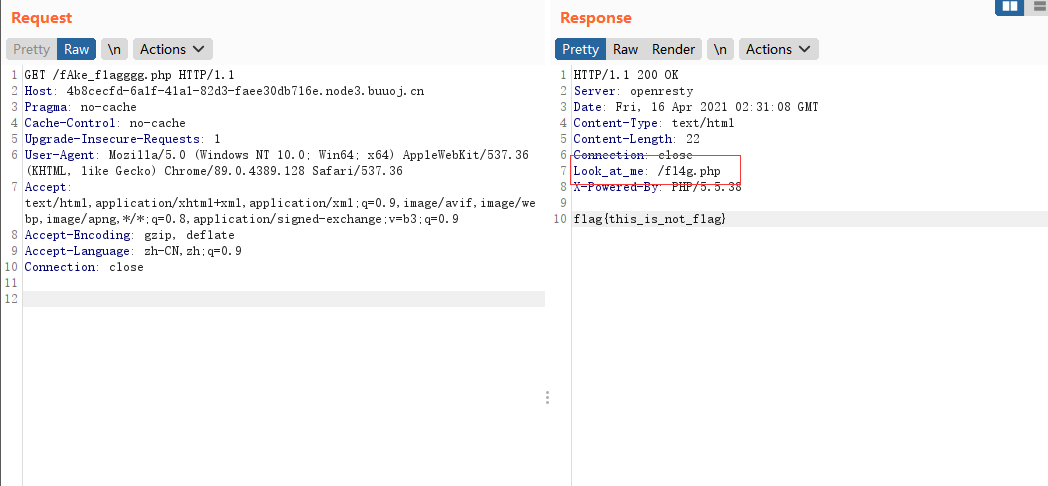 Request
Pretty Raw \n Actions
1 GET /fAke_flagggg.php HTTP/1.1
2 Host: 4b8cecfd-6a1f-41a1-82d3-faee30db716e.node3.buuoj.cn
3 Pragma: no-cache
4 Cache-Control: no-cache
5 Upgrade-Insecure-Requests: 1
6 User-Agent: Mozilla/5.0 (Windows NT 10.0; Win64; x64) AppleWebKit/537.36
(KHTML, like Gecko) Chrome/89.0.4389.128 Safari/537.36
7 Accept:
text/html,application/xhtml+xml,application/xml;q=0.9,image/avif,image/we
bp,image/apng,*/*;q=0.8,application/signed-exchange;v=b3;q=0.9
8 Accept-Encoding: gzip, deflate
9 Accept-Language: zh-CN,zh;q=0.9
10 Connection: close
11
12
Response
Pretty Raw Render \n Actions
1 HTTP/1.1 200 OK
2 Server: openresty
3 Date: Fri, 16 Apr 2021 02:31:08 GMT
4 Content-Type: text/html
5 Content-Length: 22
6 Connection: close
7 Look_at_me: /fl4g.php
8 X-Powered-By: PHP/5.5.38
9
10 flag{this_is_not_flag}